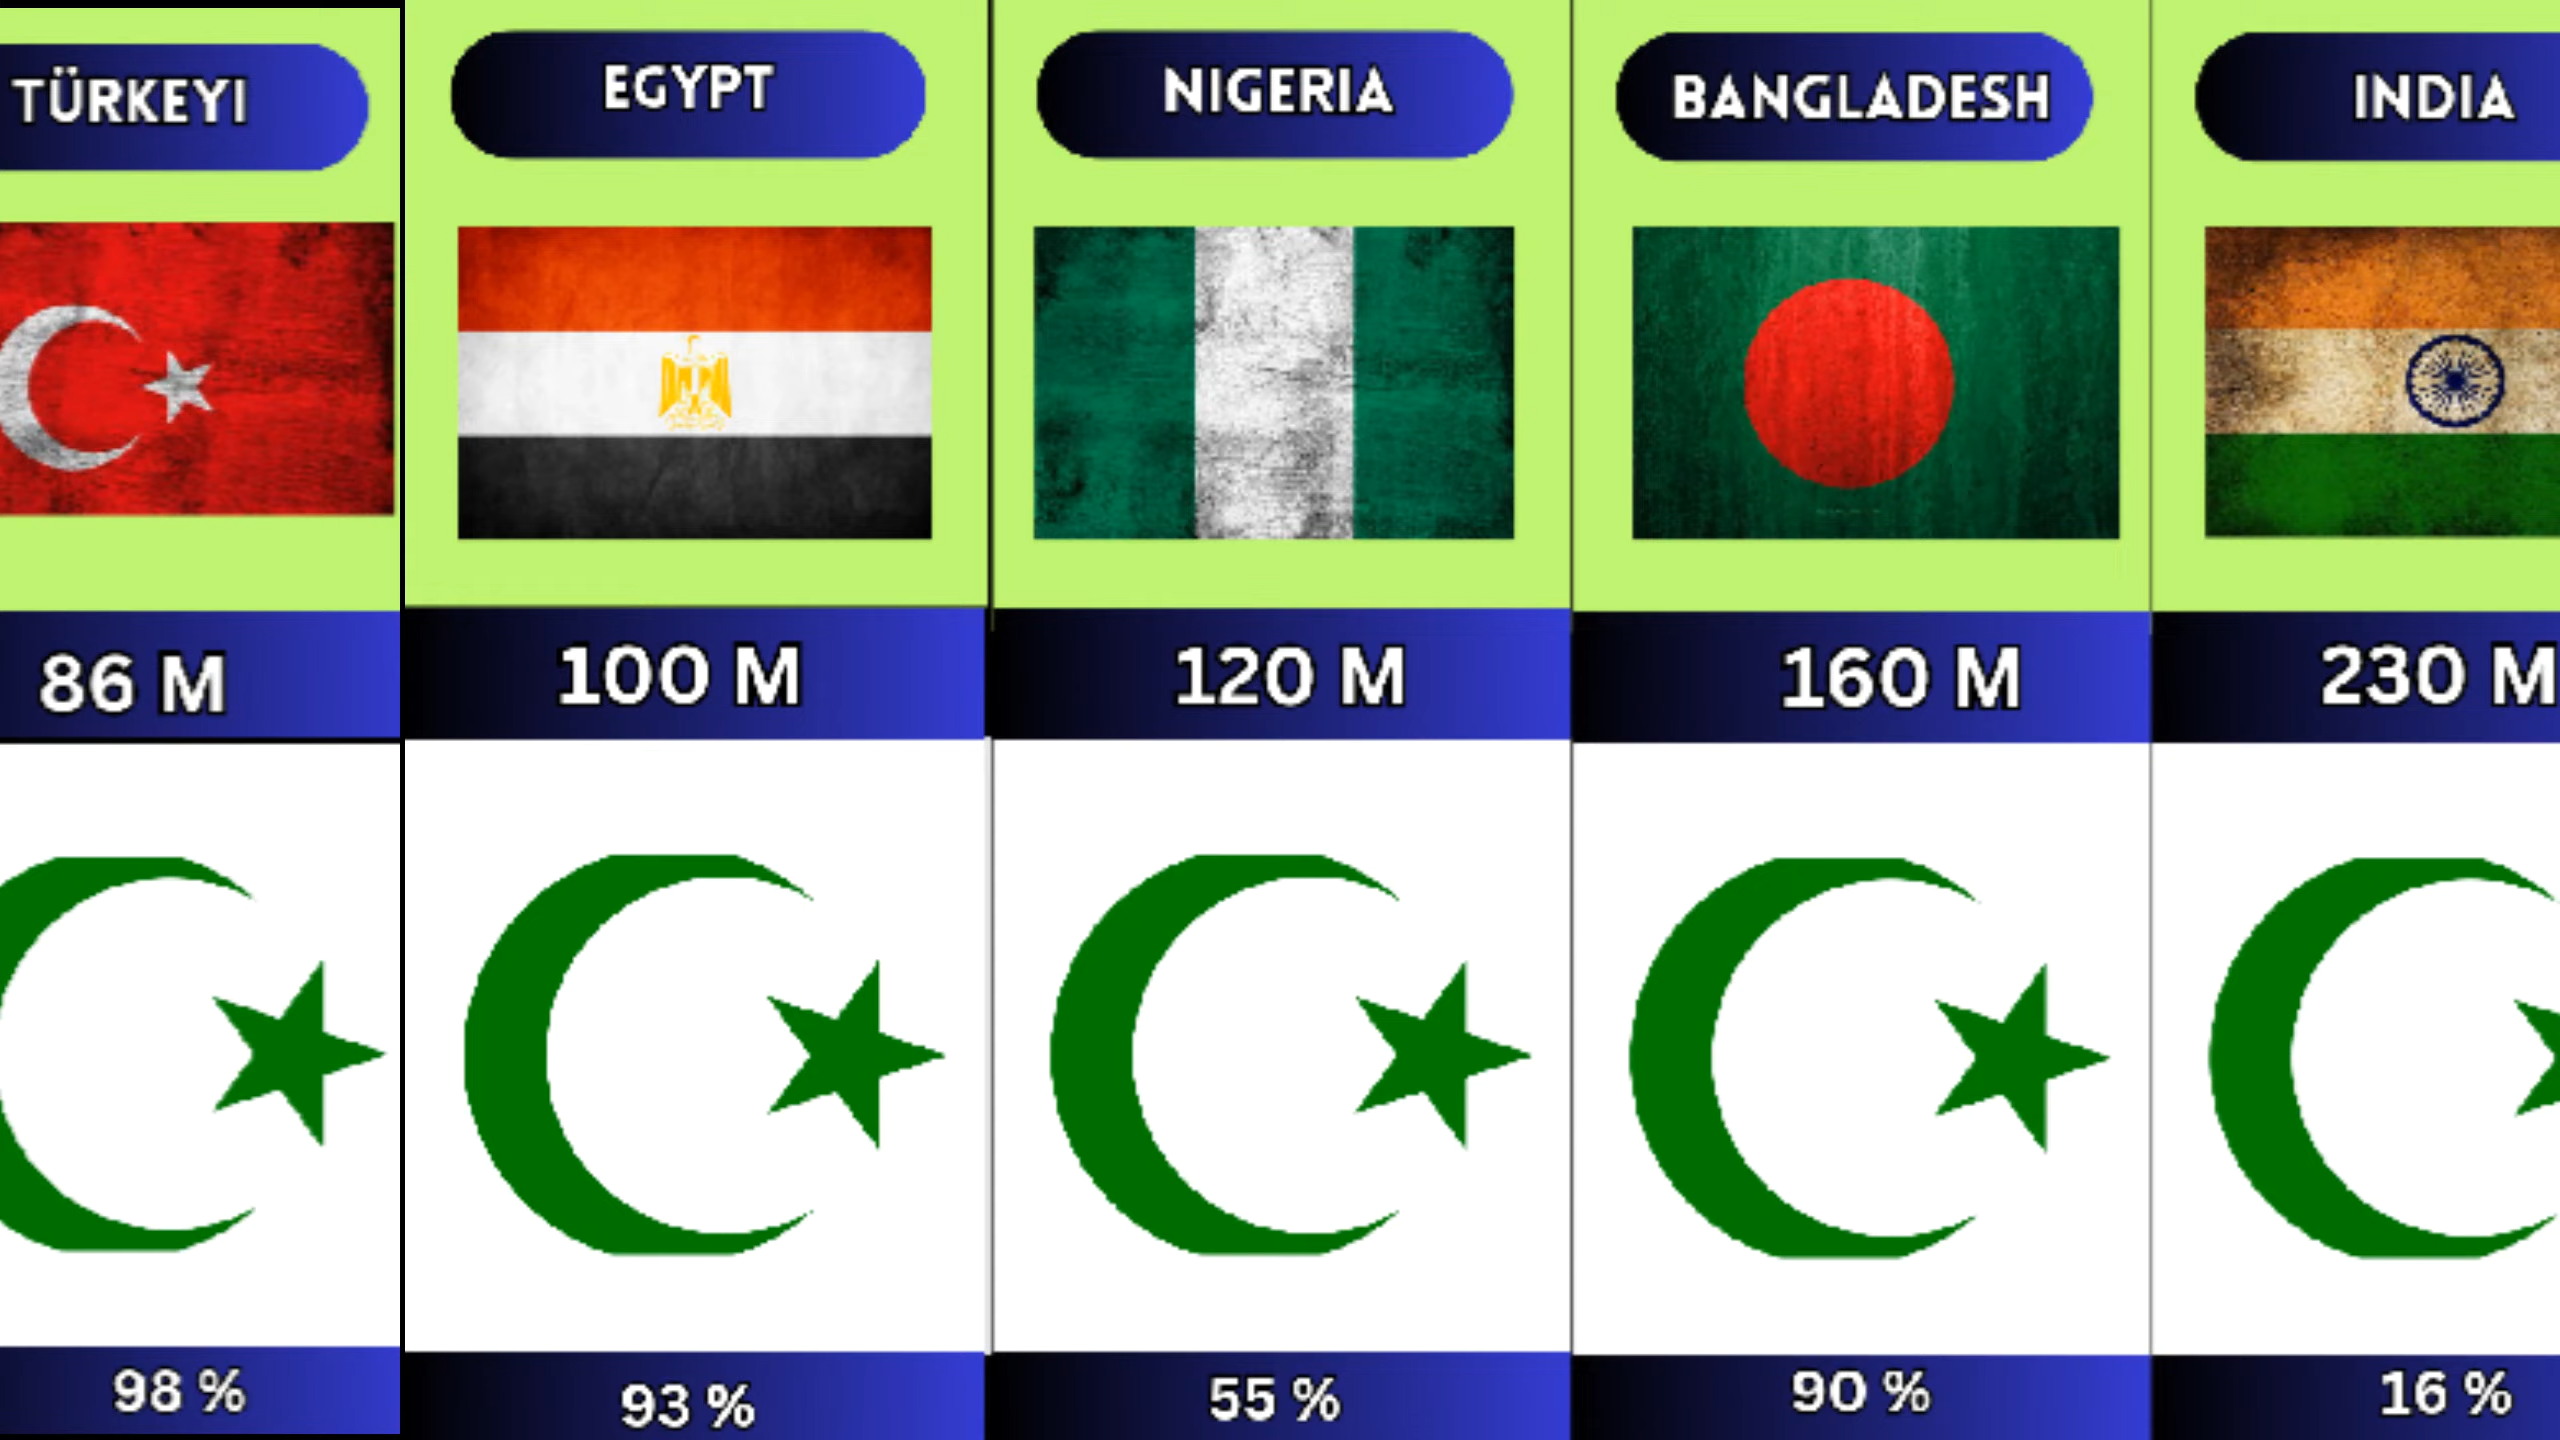 TÜRKEYI
EGYPT
NIGERIA
BANGLADESH
INDIA
86 M
100 M
120 M
160 M
230 M
98 %
93 %
55 %
90 %
16 %